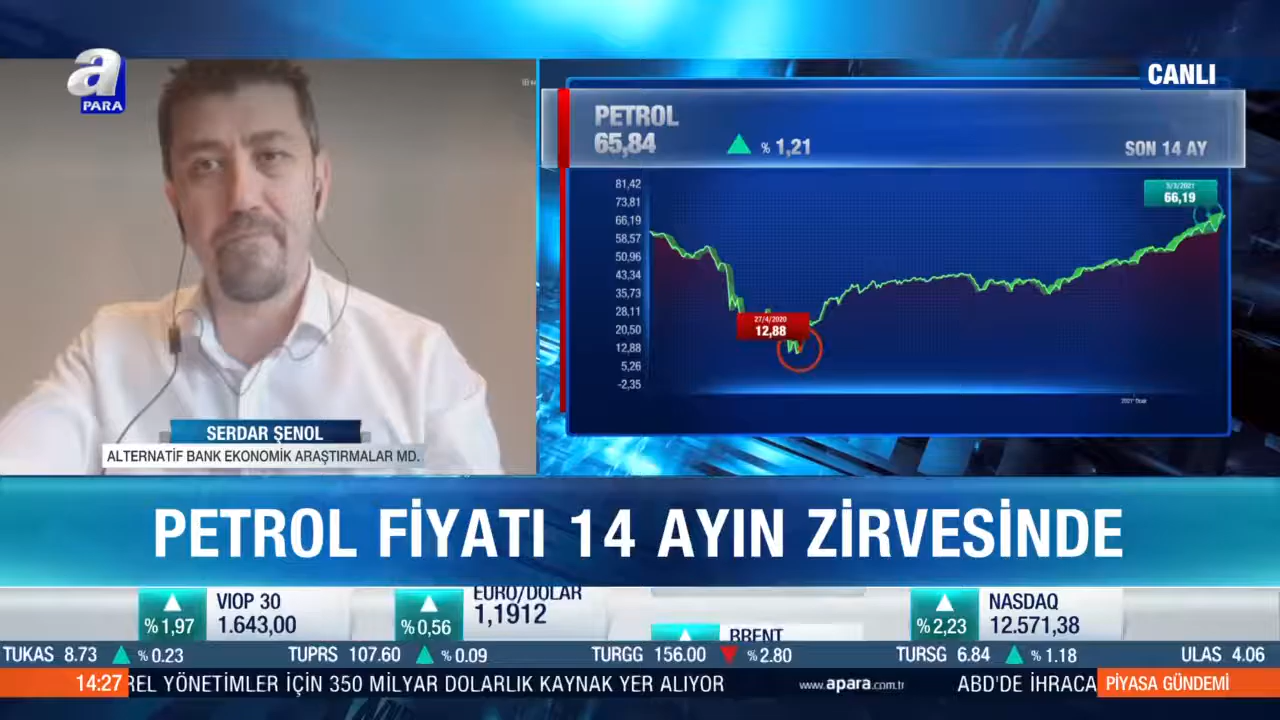 a
PARA
CANLI
PETROL
65,84
% 1,21
SON 14 AY
81,42
73,81
66,19
58,57
50,96
43,34
35,73
28,11
20,50
12,88
5,26
-2,35
3/3/2021
66,19
27/4/2020
12,88
SERDAR ŞENOL
ALTERNATİF BANK EKONOMİK ARAŞTIRMALAR MD.
PETROL FİYATI 14 AYIN ZİRVESİNDE
%1,97 VIOP 30 1.643,00
%0,56 EURO/DOLAR 1,1912
BRENT
%2,23 NASDAQ 12.571,38
TUKAS 8.73 %0.23 TUPRS 107.60 %0.09 TURGG 156.00 %2.80 TURSG 6.84 %1.18 ULAS 4.06
14:27 REL YÖNETİMLER İÇİN 350 MİLYAR DOLARLIK KAYNAK YER ALIYOR www.apara.com.tr ABD'DE İHRACA PİYASA GÜNDEMİ